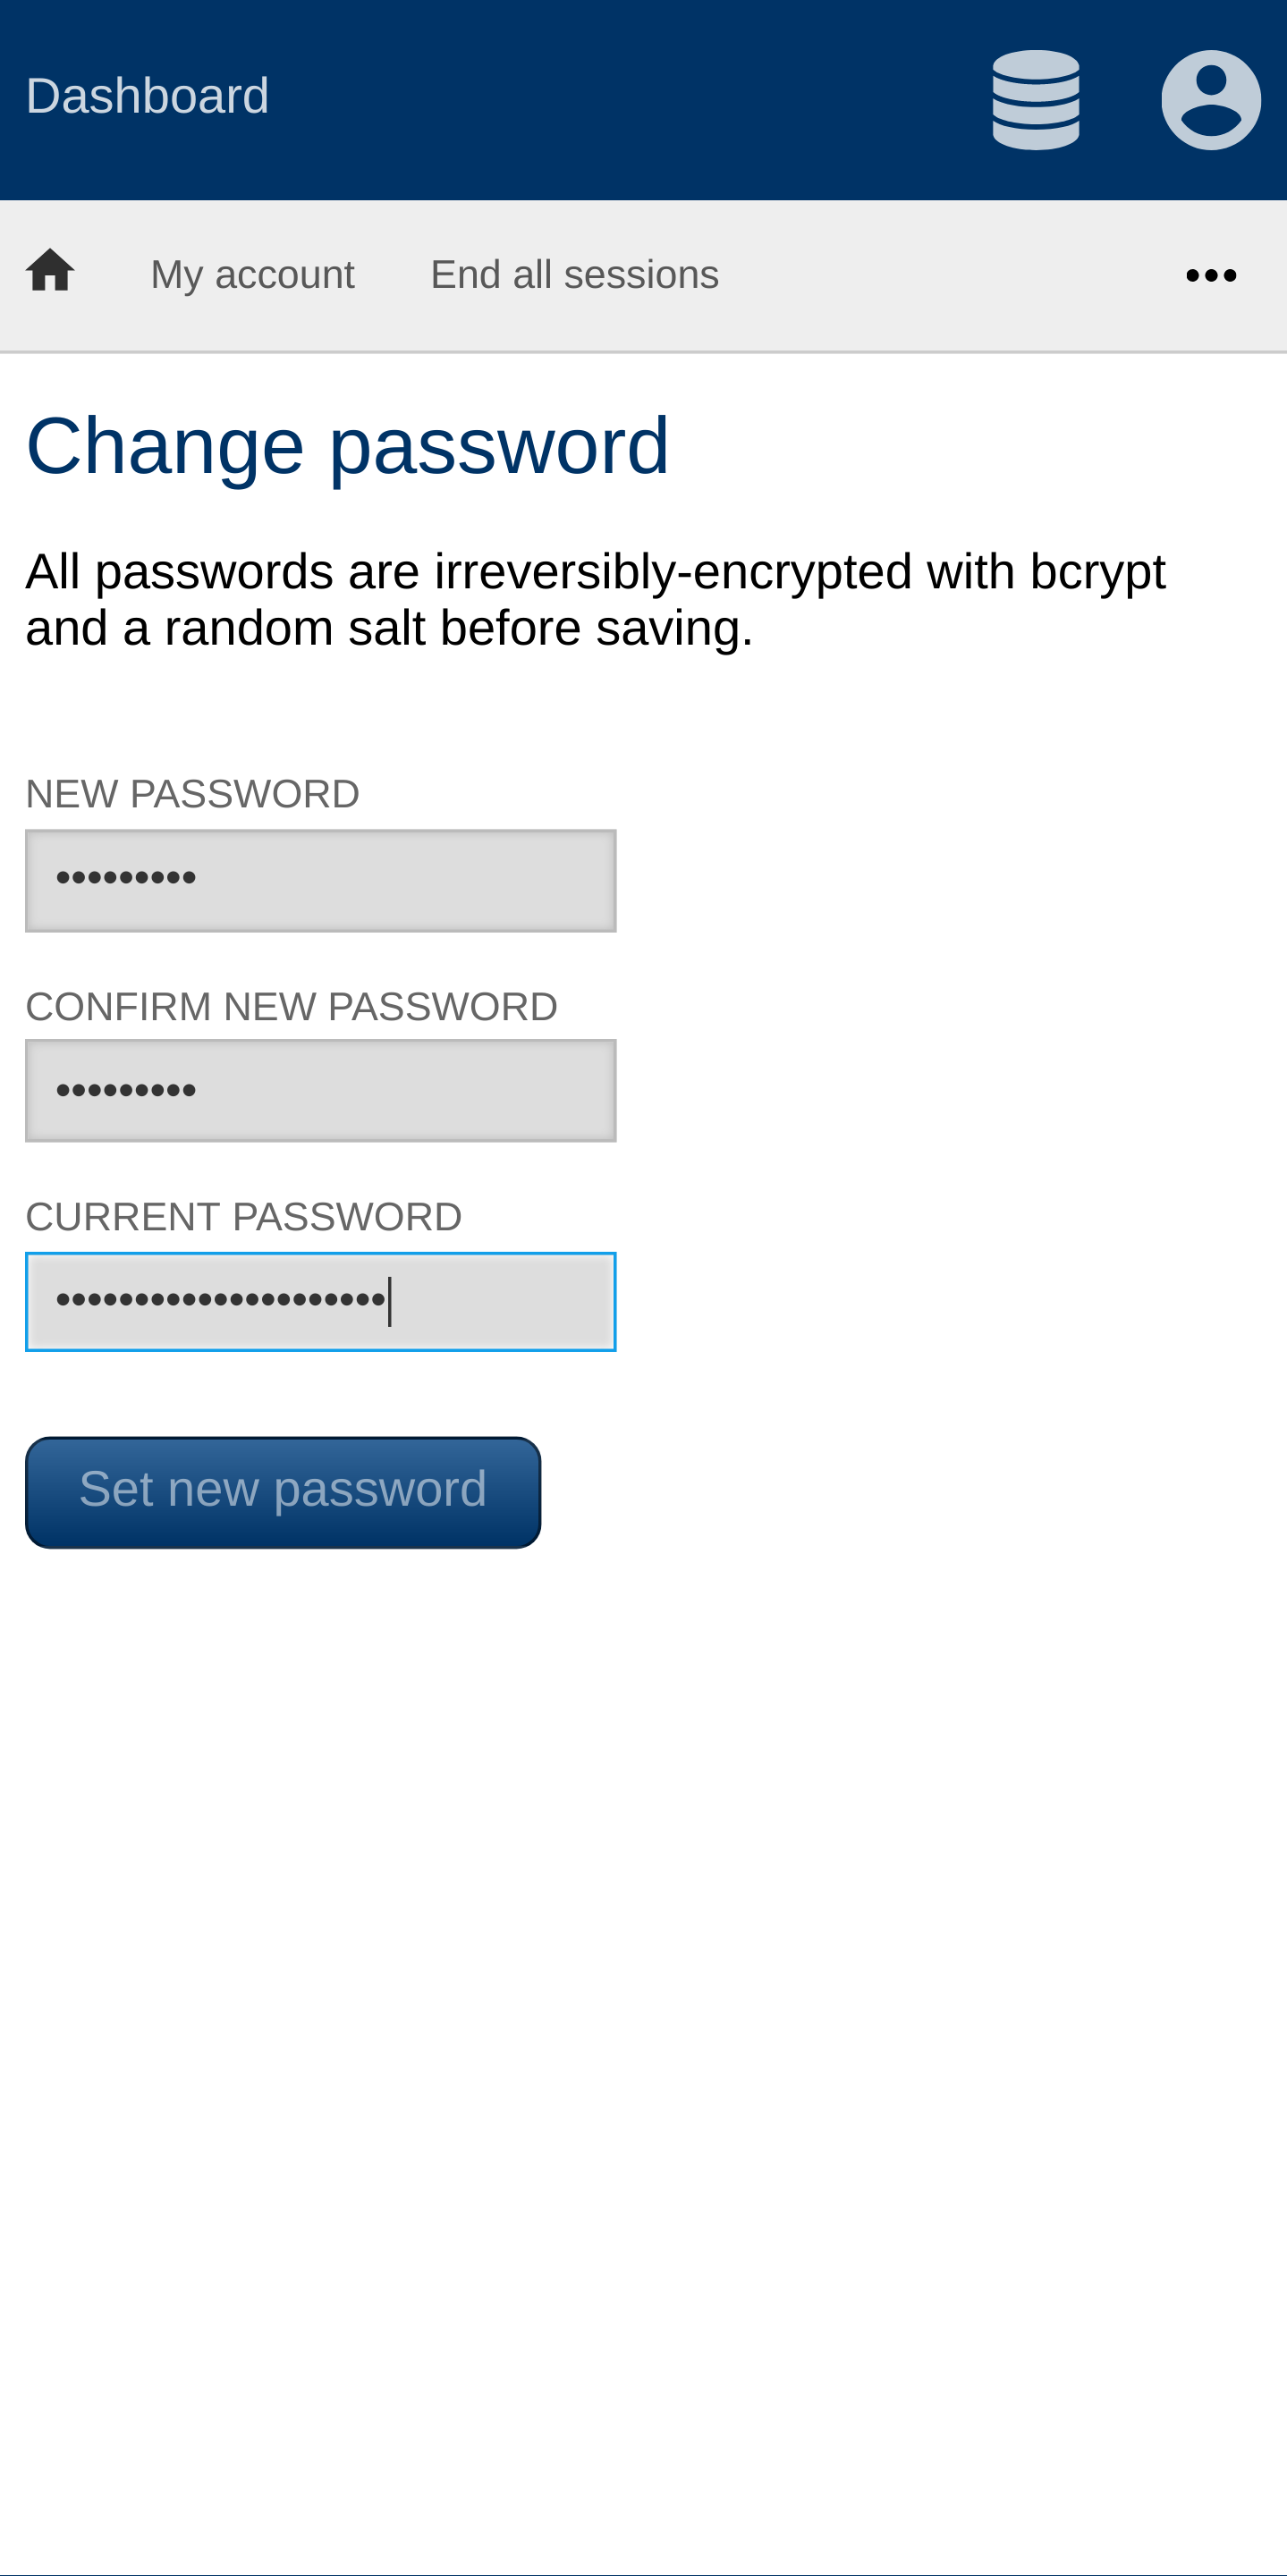 Dashboard
My account End all sessions •••
Change password
All passwords are irreversibly-encrypted with bcrypt
and a random salt before saving.
NEW PASSWORD
•••••••••
CONFIRM NEW PASSWORD
•••••••••
CURRENT PASSWORD
•••••••••••••••••••••
Set new password